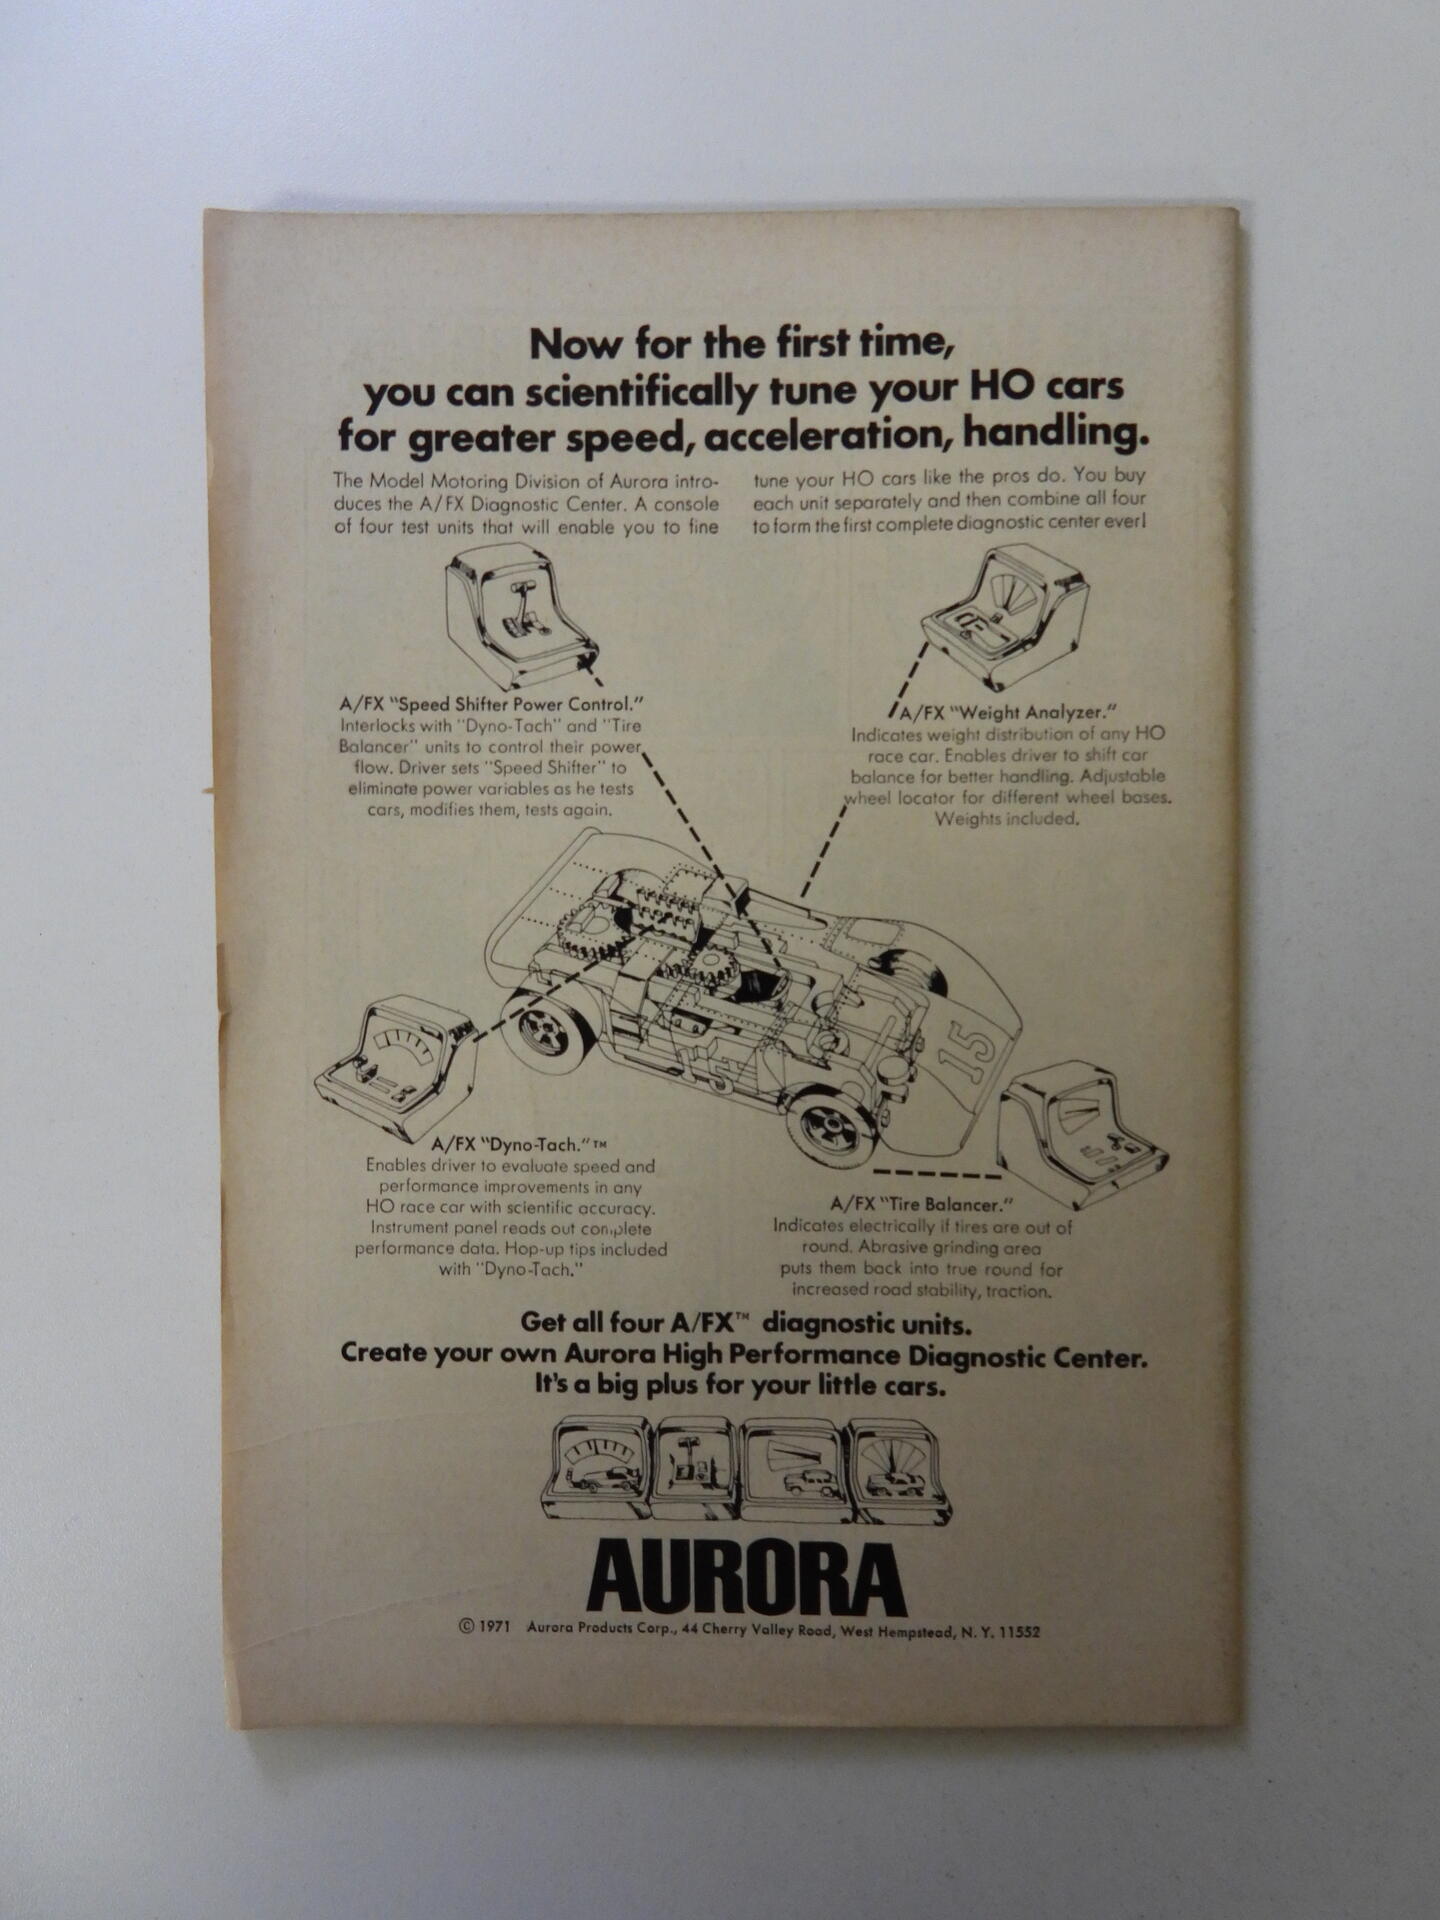 Now for the first time,
you can scientifically tune your HO cars
for greater speed, acceleration, handling.
The Model Motoring Division of Aurora intro-
duces the A/FX Diagnostic Center. A console
of four test units that will enable you to fine
tune your HO cars like the pros do. You buy
each unit separately and then combine all four
to form the first complete diagnostic center ever!
A/FX "Speed Shifter Power Control."
Interlocks with "Dyno-Tach" and "Tire
Balancer" units to control their power
flow. Driver sets "Speed Shifter" to
eliminate power variables as he tests
cars, modifies them, tests again.
A/FX "Weight Analyzer."
Indicates weight distribution of any HO
race car. Enables driver to shift car
balance for better handling. Adjustable
wheel locator for different wheel bases.
Weights included.
15
15
A/FX "Dyno-Tach."™
Enables driver to evaluate speed and
performance improvements in any
HO race car with scientific accuracy.
Instrument panel reads out complete
performance data. Hop-up tips included
with "Dyno-Tach."
A/FX "Tire Balancer."
Indicates electrically if tires are out of
round. Abrasive grinding area
puts them back into true round for
increased road stability, traction.
Get all four A/FX™ diagnostic units.
Create your own Aurora High Performance Diagnostic Center.
It's a big plus for your little cars.
AURORA
© 1971 Aurora Products Corp., 44 Cherry Valley Road, West Hempstead, N. Y. 11552